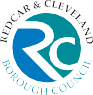 REDCAR & CLEVELAND
RC
BOROUGH COUNCIL